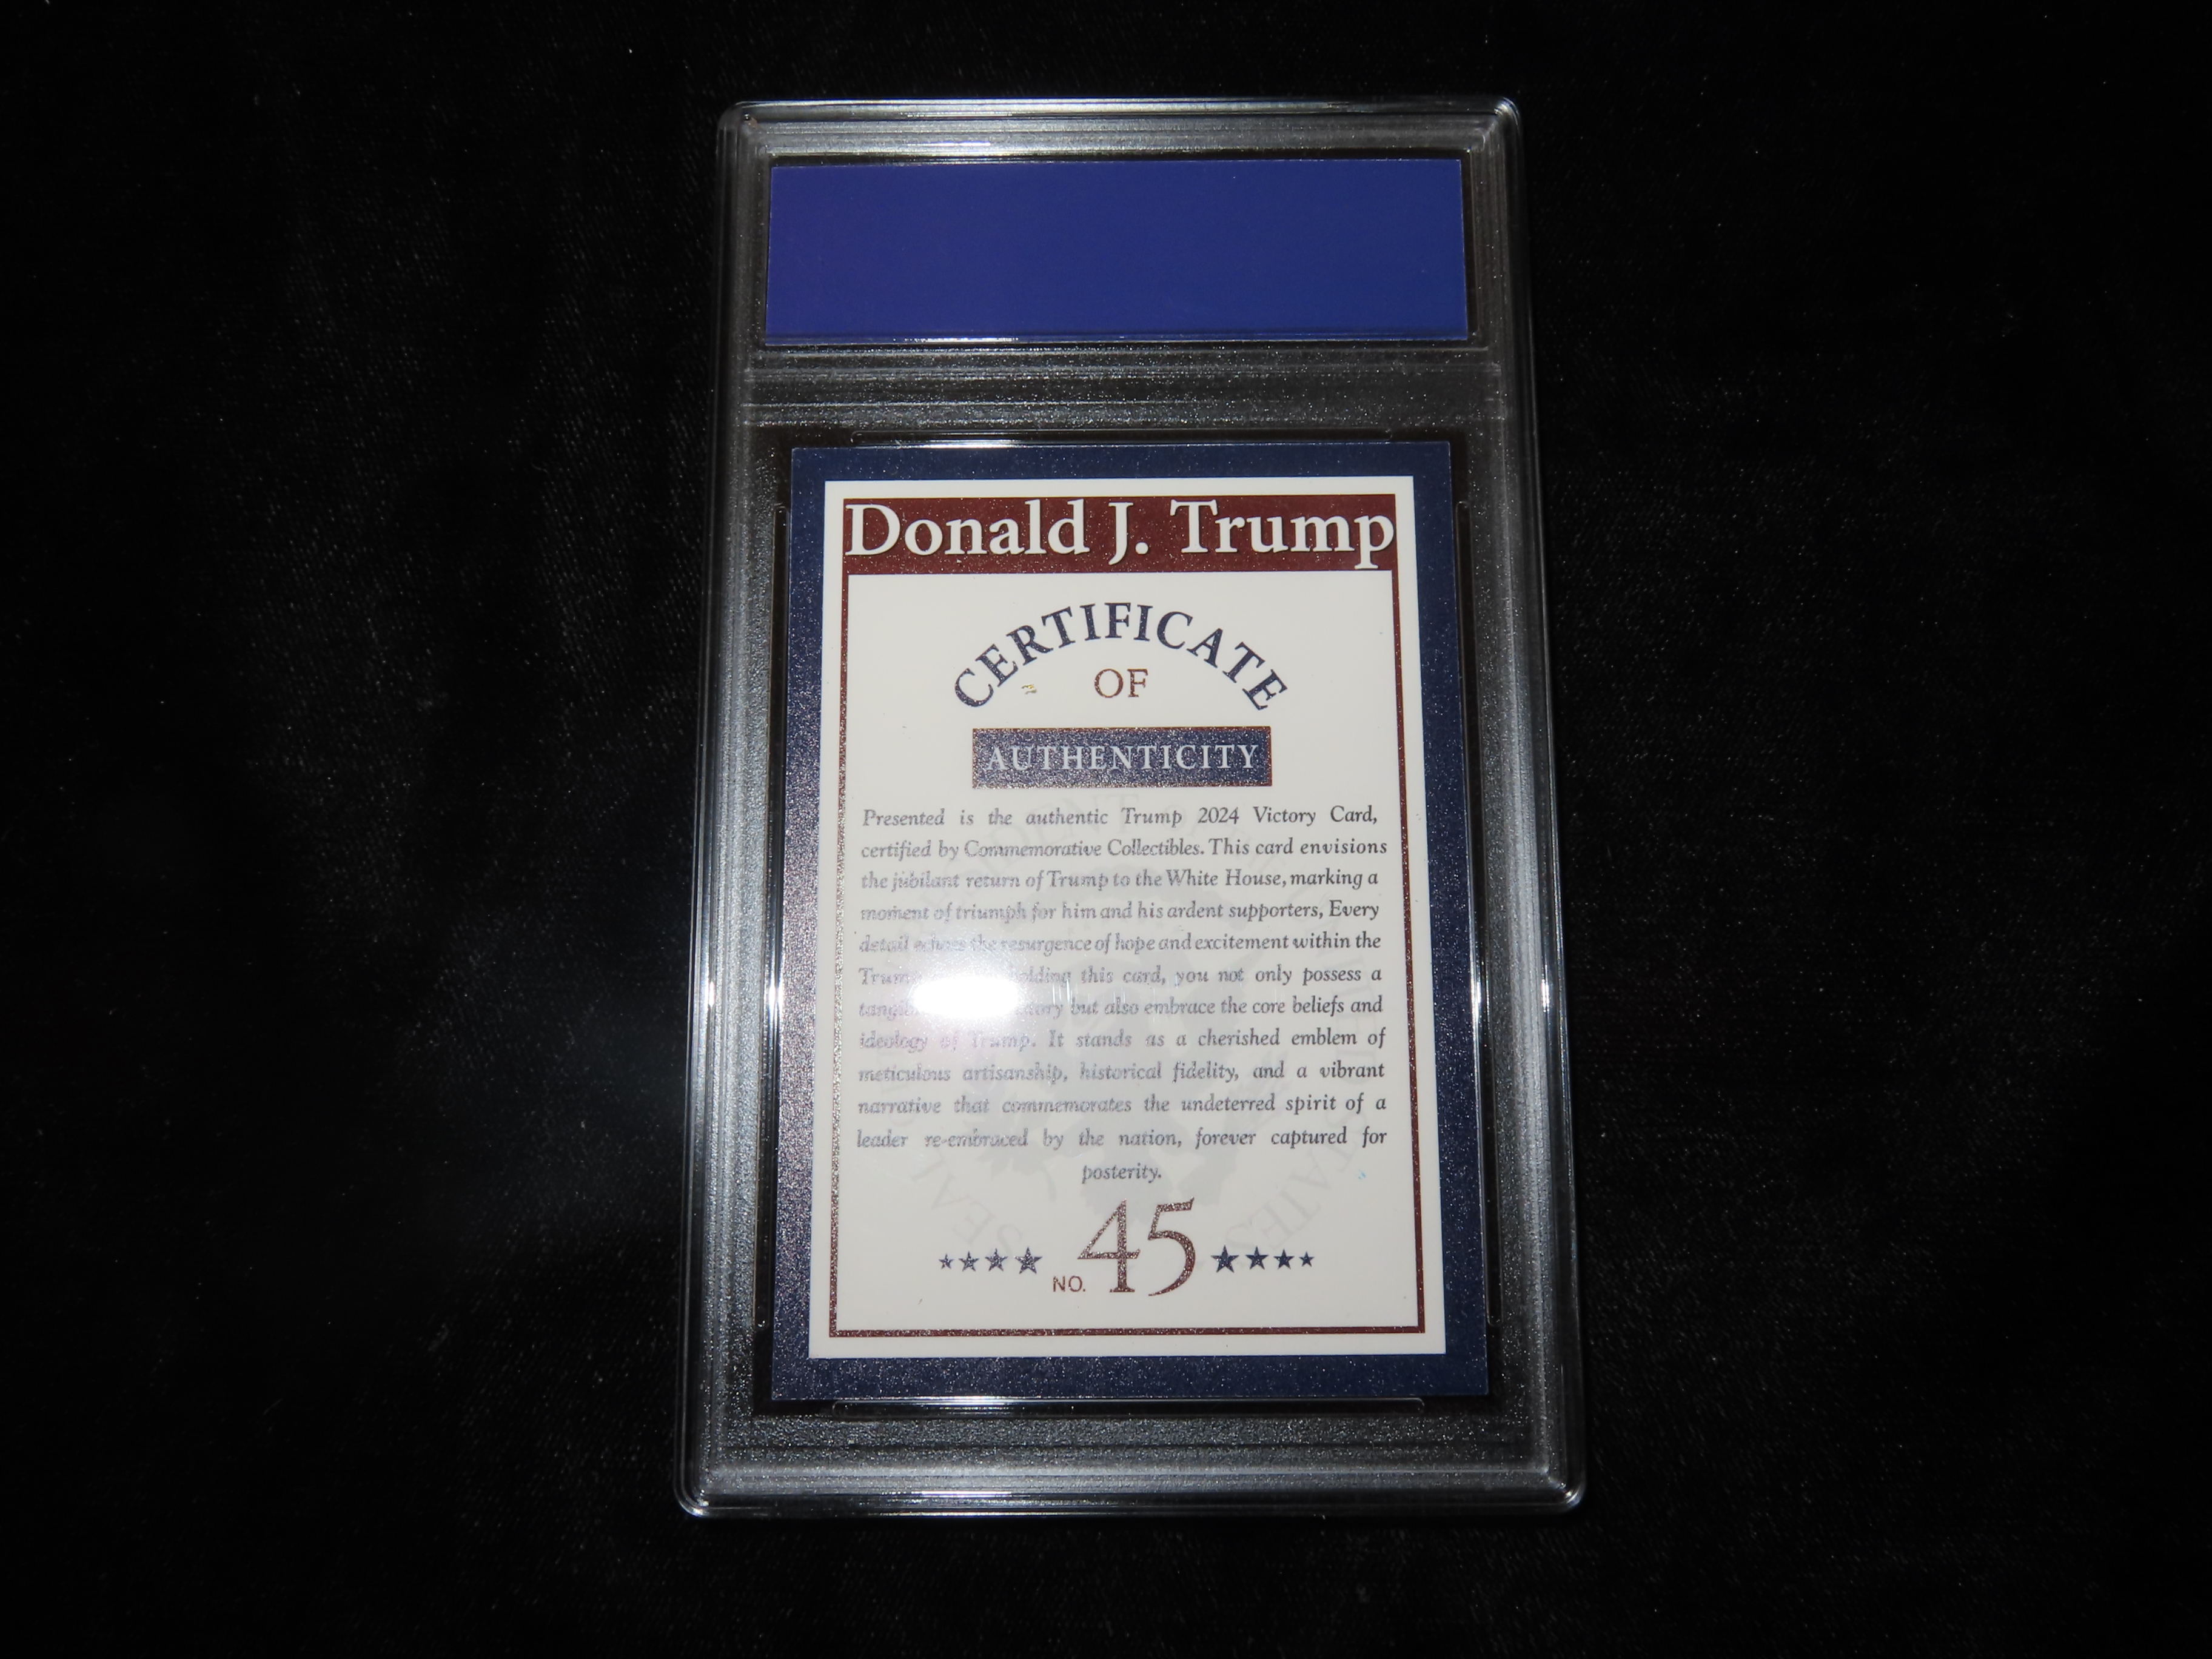 Donald J. Trump
CERTIFICATE
OF
AUTHENTICITY
Presented is the authentic Trump 2024 Victory Card,
certified by Commemorative Collectibles. This card envisions
the jubilant return of Trump to the White House, marking a
moment of triumph for him and his ardent supporters, Every
detail echoes the resurgence of hope and excitement within the
this card, you not only possess a
but also embrace the core beliefs and
ideology of Trump. It stands as a cherished emblem of
meticulous artisanship, historical fidelity, and a vibrant
narrative that commemorates the undeterred spirit of a
leader re-embraced by the nation, forever captured for
posterity.
NO. 45